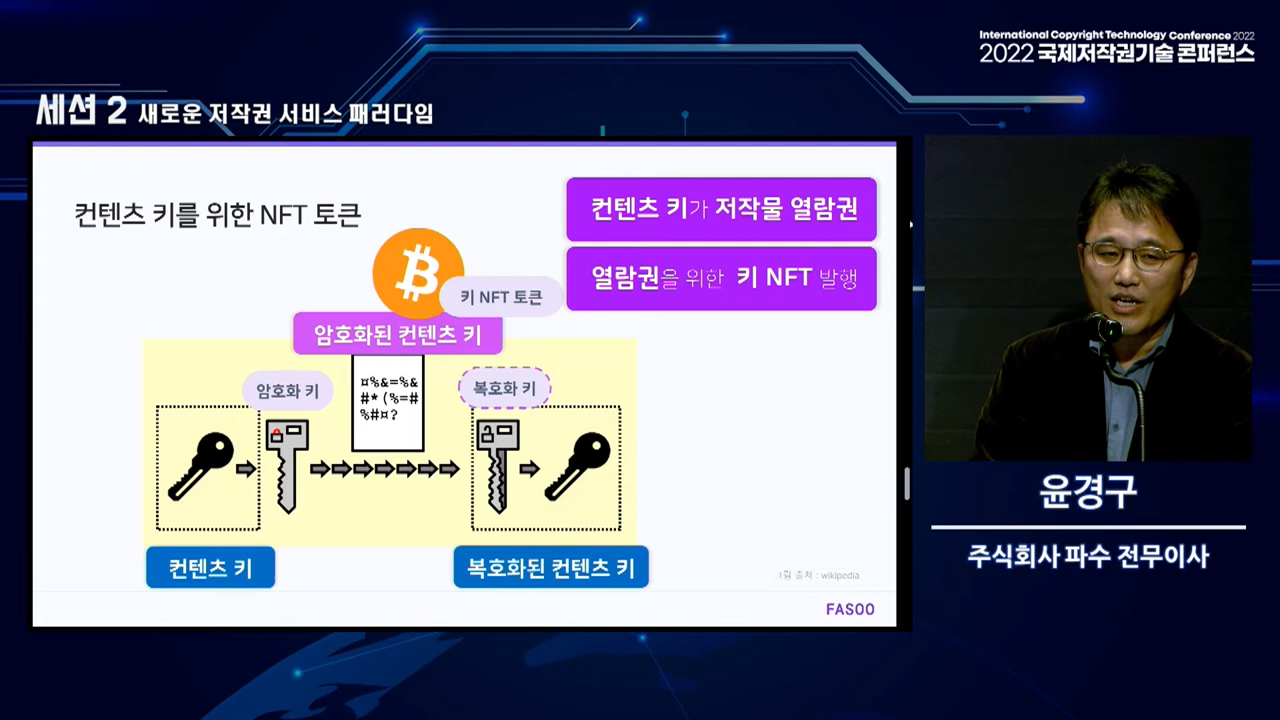 International Copyright Technology Conference 2022
2022 국제저작권기술 콘퍼런스
세션 2 새로운 저작권 서비스 패러다임
컨텐츠 키를 위한 NFT 토큰
컨텐츠 키가 저작물 열람권
열람권을 위한 키 NFT 발행
키 NFT 토큰
암호화된 컨텐츠 키
암호화 키
¤%&=%&
#*(%=#
%#¤?
복호화 키
컨텐츠 키
복호화된 컨텐츠 키
그림 출처 : wikipedia
FASOO
윤경구
주식회사 파수 전무이사